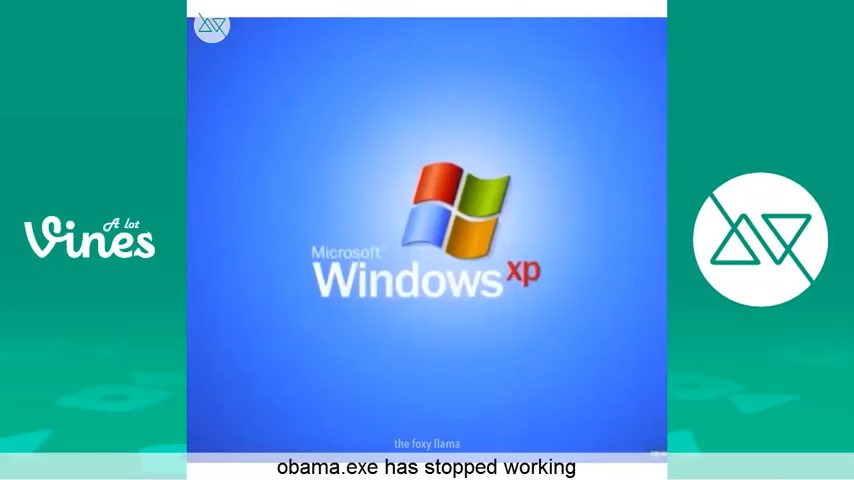 A lot
Vines
Microsoft®
Windows xp
the foxy llama
obama.exe has stopped working